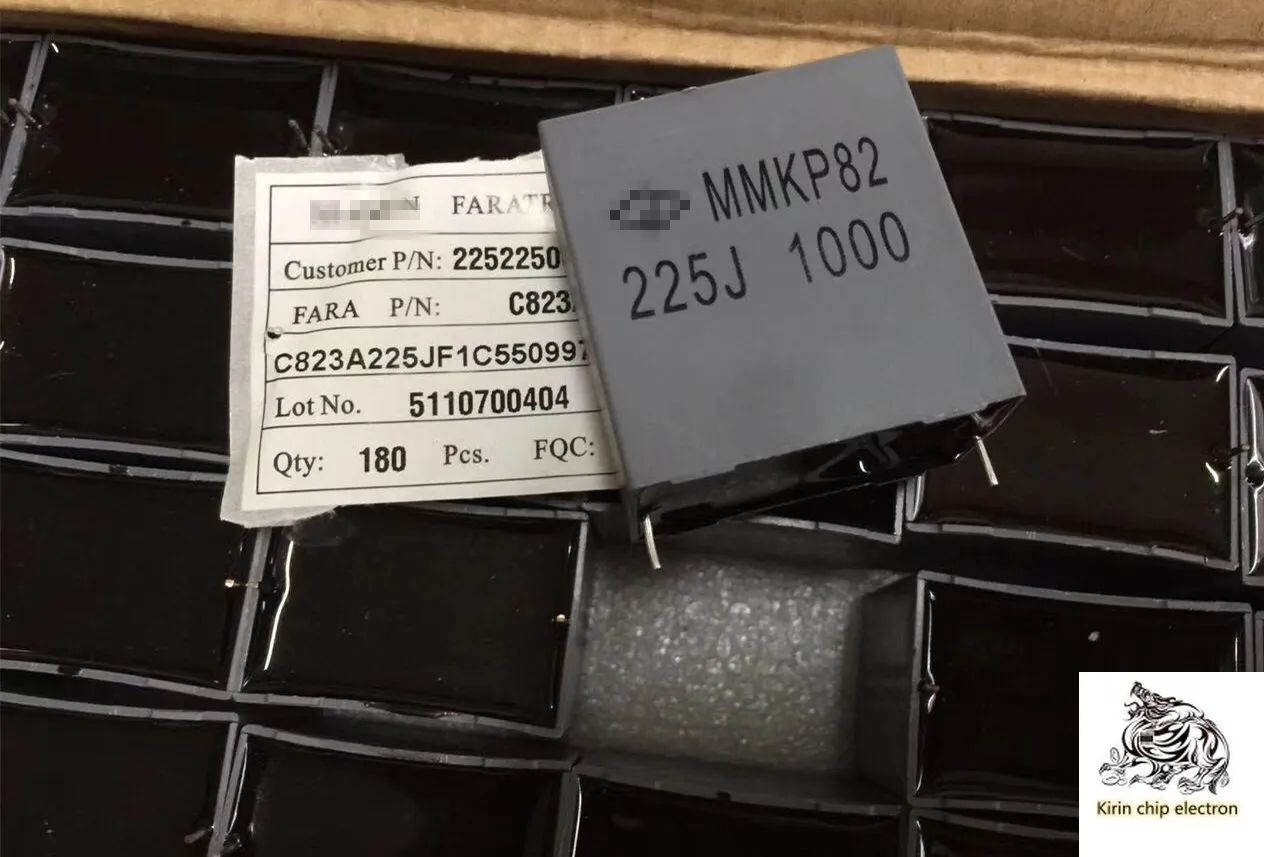 FARATR
Customer P/N: 2252250
FARA P/N: C823
C823A225JF1C550997
Lot No. 5110700404
Qty: 180 Pcs. FQC:
MMKP82
225J 1000
Kirin chip electron